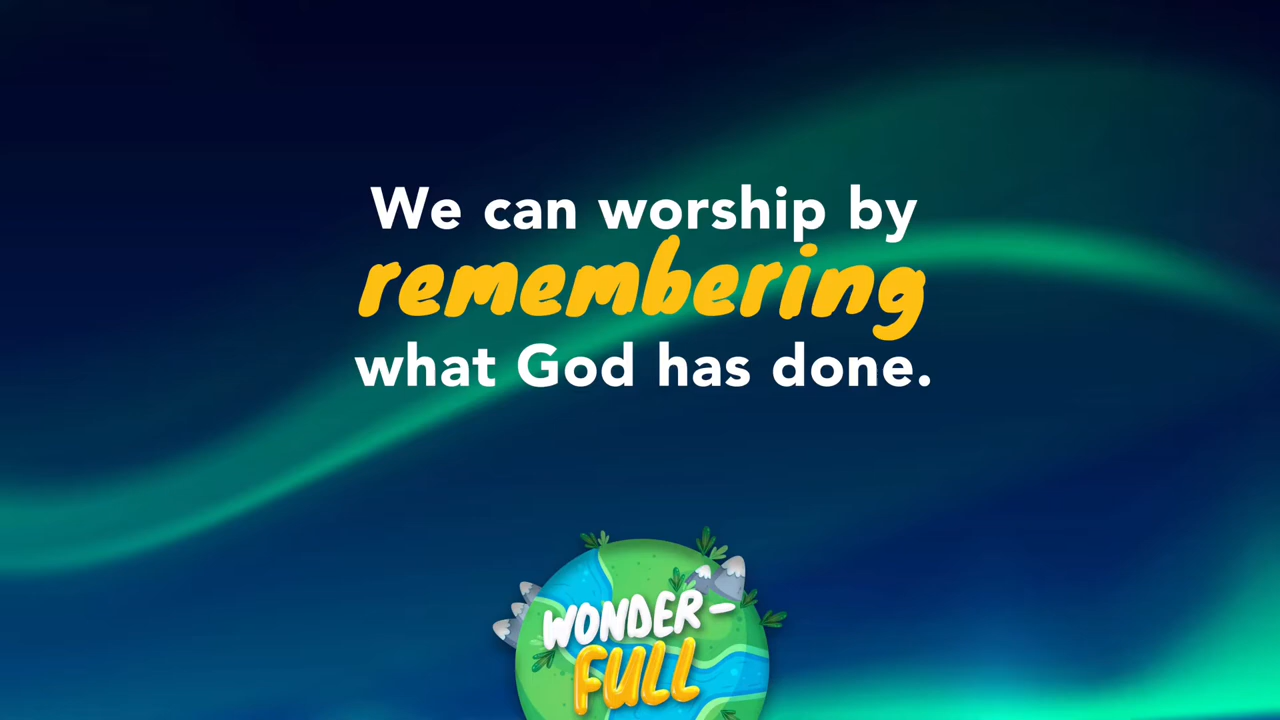 We can worship by
remembering
what God has done.
WONDER-
FULL